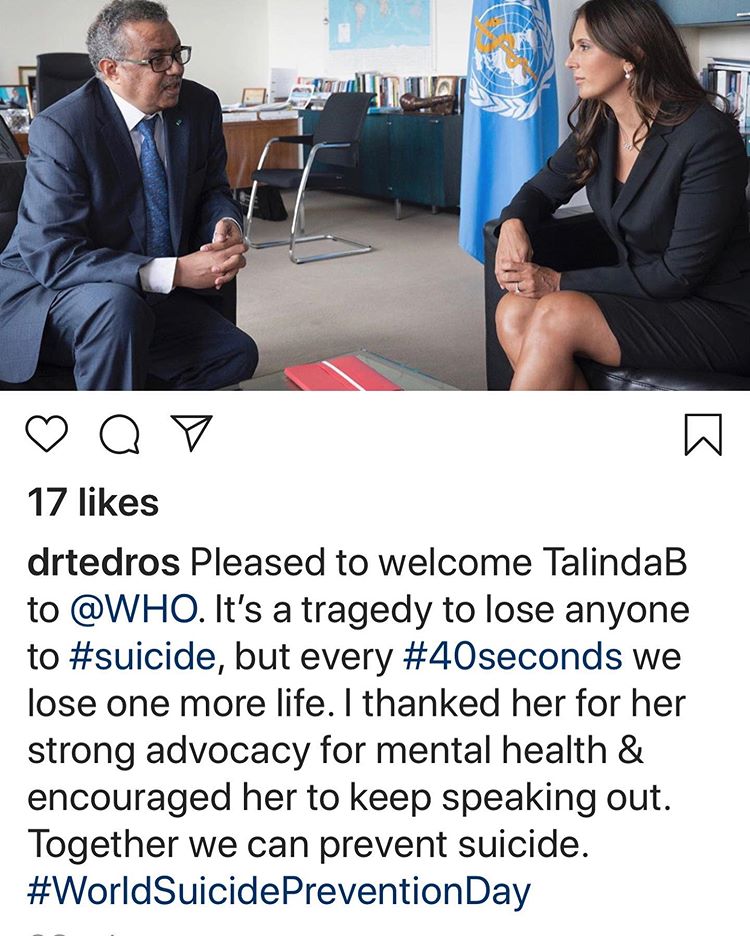 17 likes
drtedros Pleased to welcome TalindaB
to @WHO. It’s a tragedy to lose anyone
to #suicide, but every #40seconds we
lose one more life. I thanked her for her
strong advocacy for mental health &
encouraged her to keep speaking out.
Together we can prevent suicide.
#WorldSuicidePreventionDay